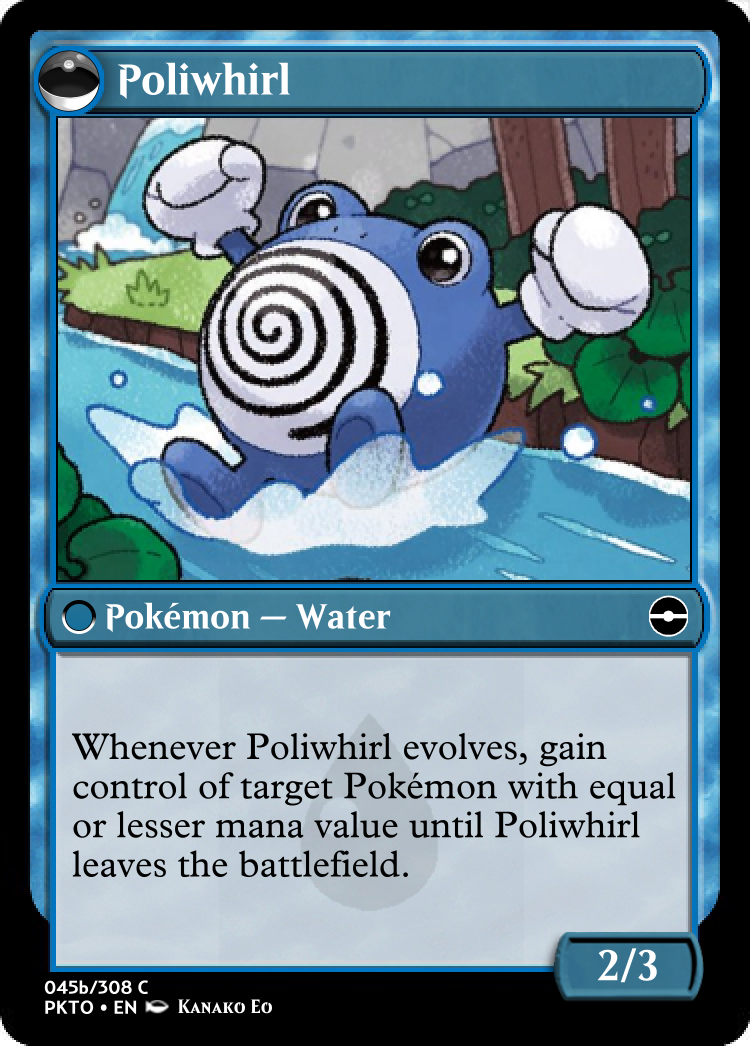 Poliwhirl
Pokémon — Water
Whenever Poliwhirl evolves, gain
control of target Pokémon with equal
or lesser mana value until Poliwhirl
leaves the battlefield.
2/3
045b/308 C
PKTO • EN Kanako Eo